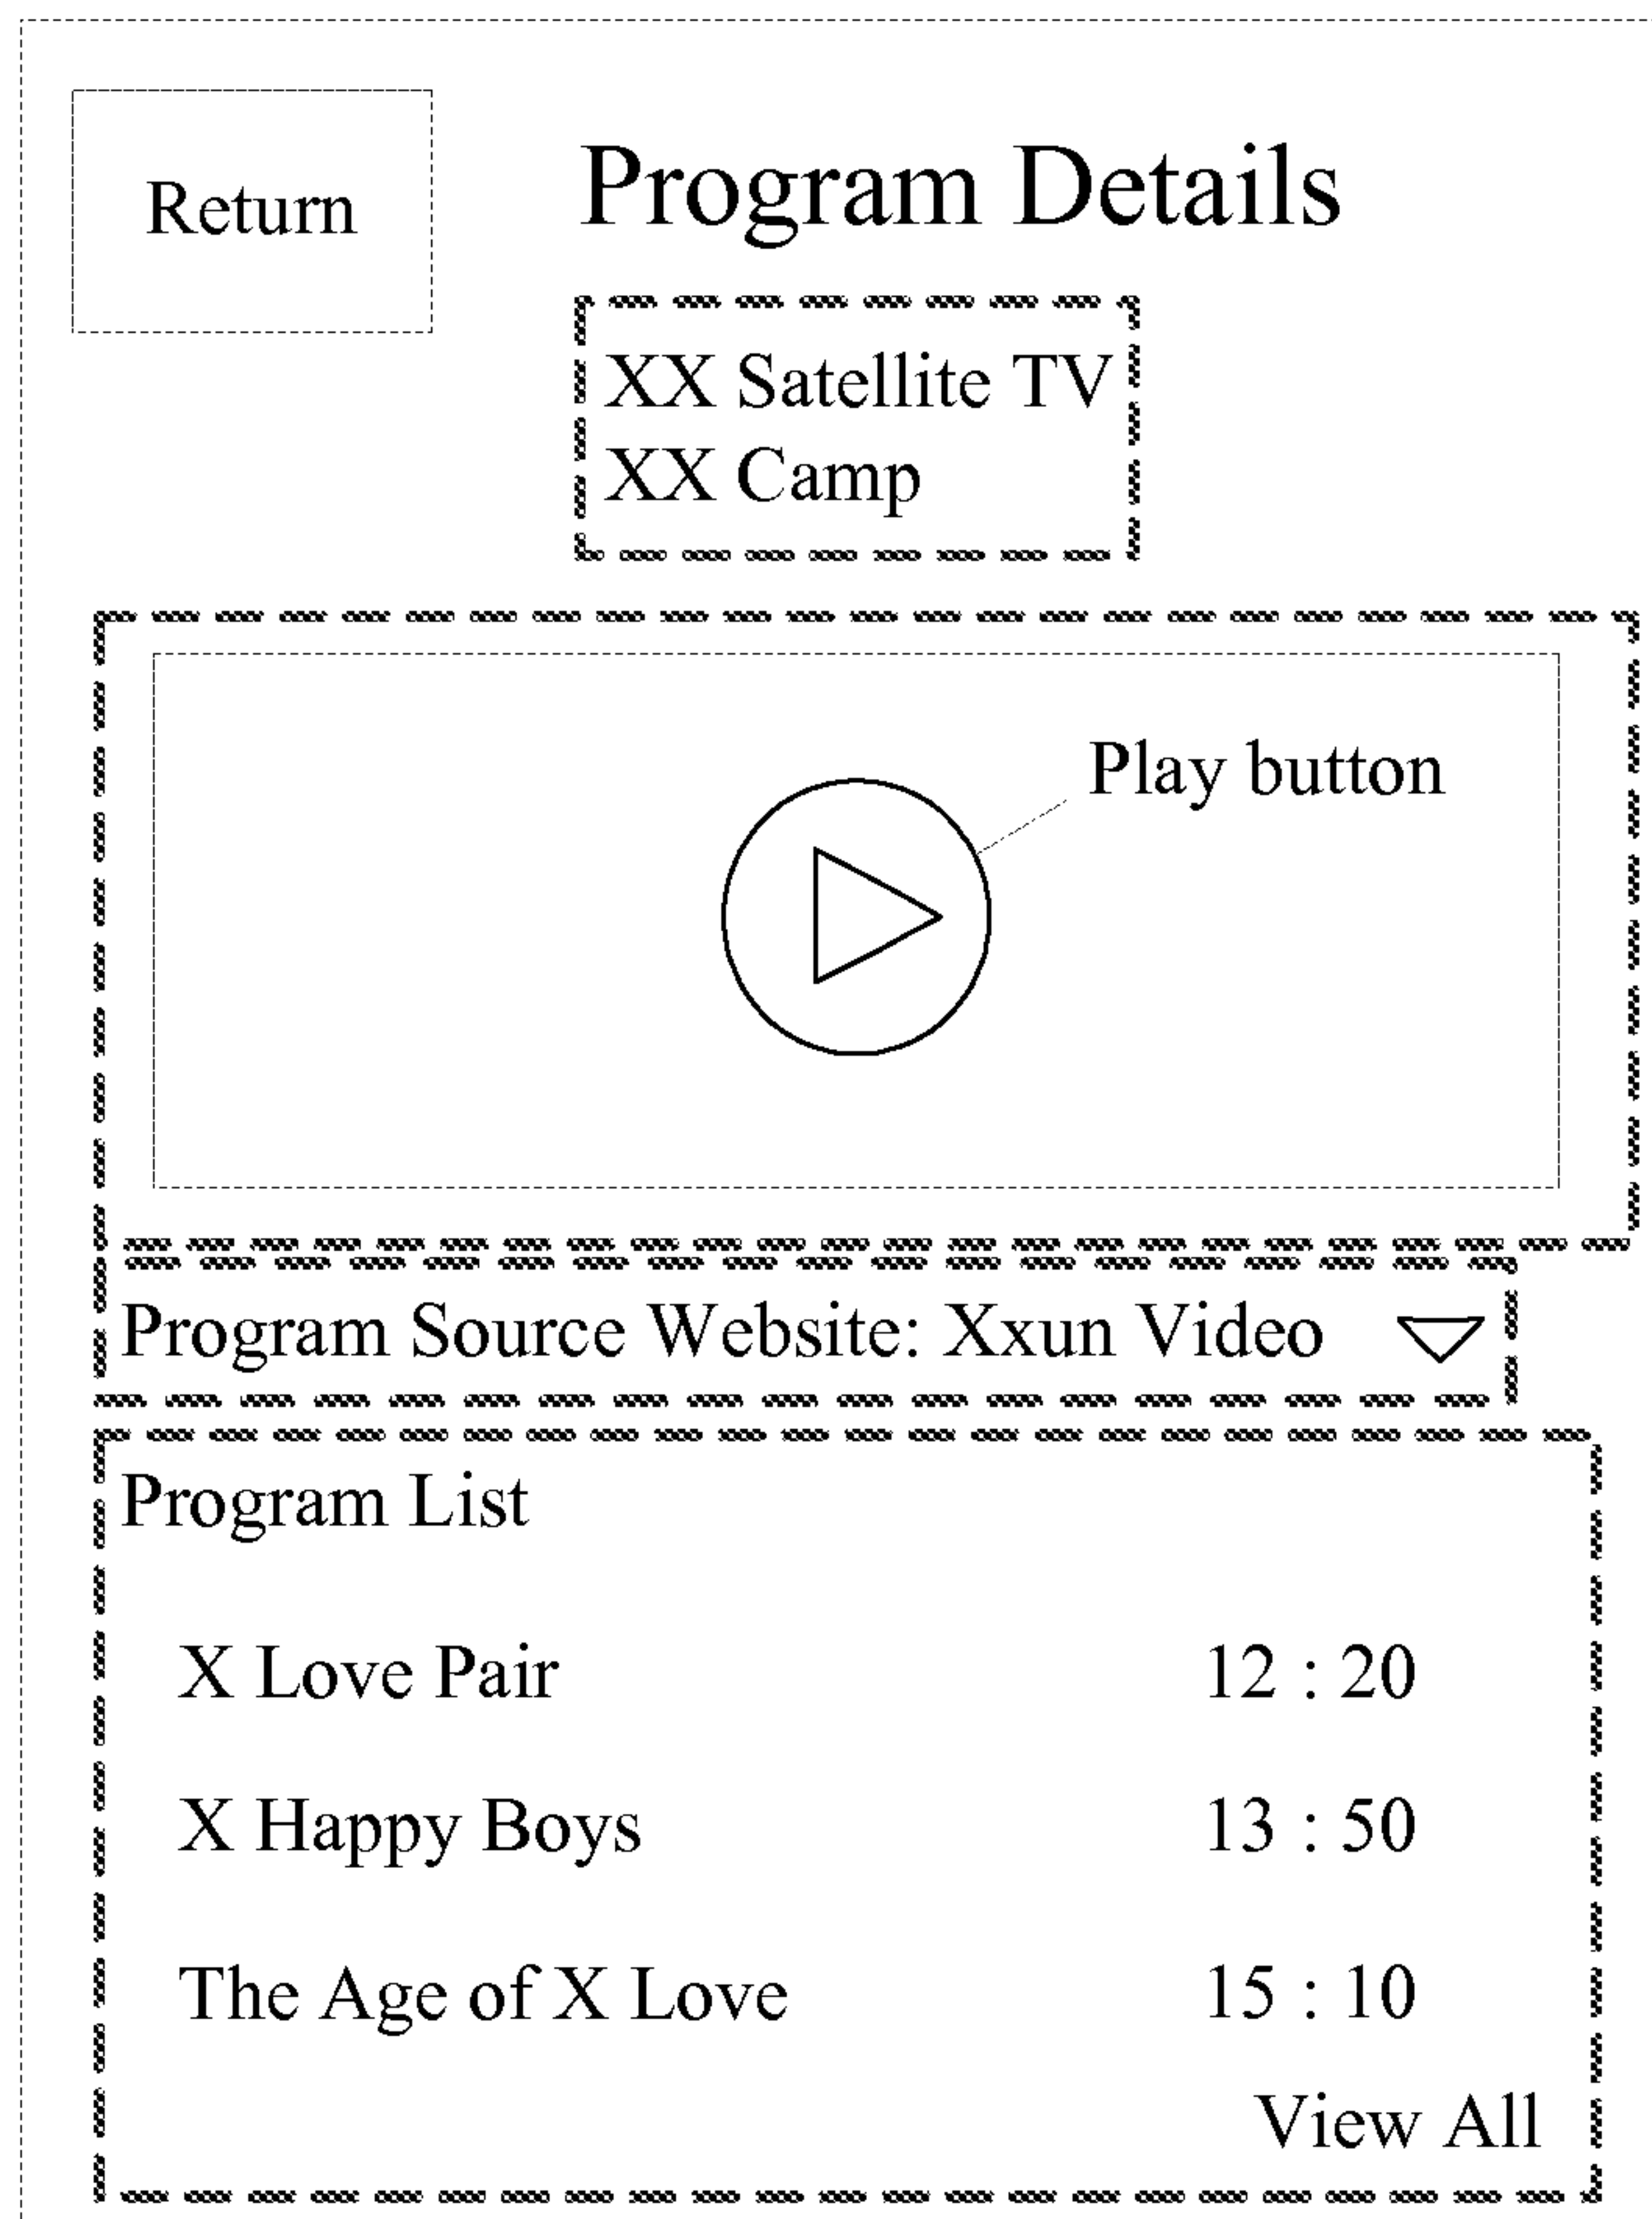 Return
Program Details
XX Satellite TV
XX Camp
Play button
Program Source Website: Xxun Video
Program List
X Love Pair 12 : 20
X Happy Boys 13 : 50
The Age of X Love 15 : 10
View All